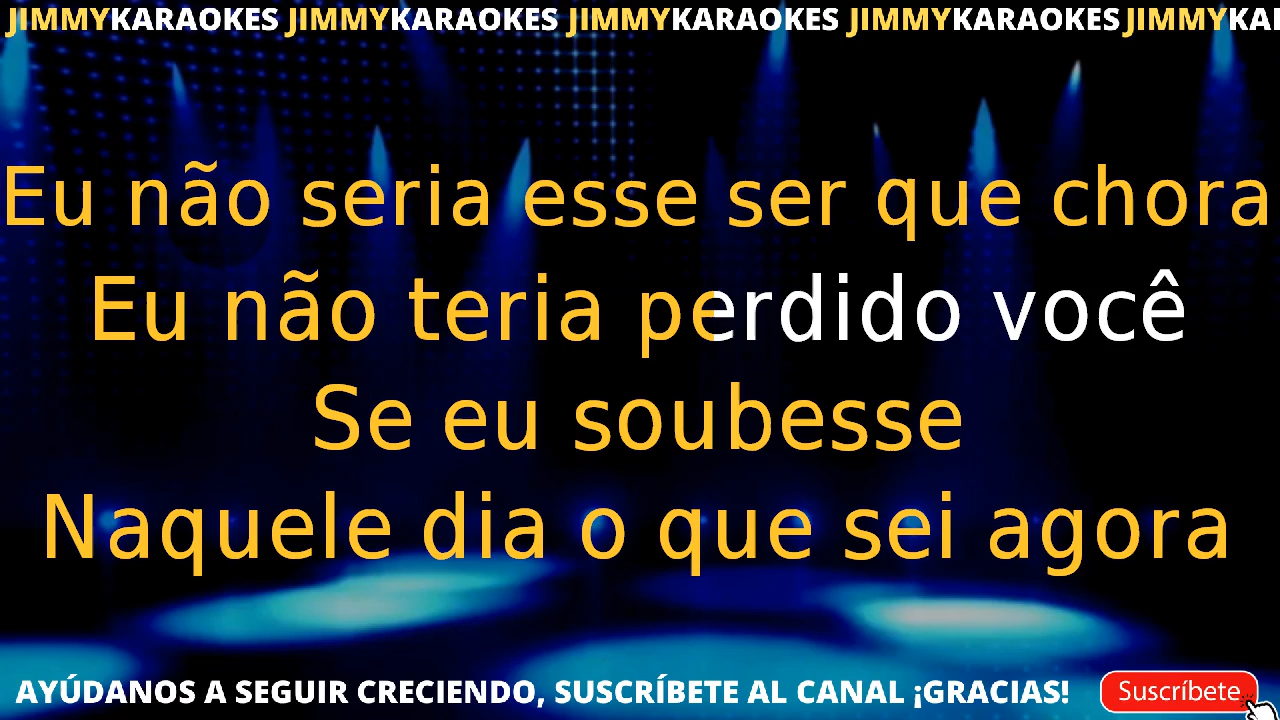 JIMMYKARAOKES JIMMYKARAOKES JIMMYKARAOKES JIMMYKARAOKES JIMMYKA
Eu não seria esse ser que chora
Eu não teria perdido você
Se eu soubesse
Naquele dia o que sei agora
AYÚDANOS A SEGUIR CRECIENDO, SUSCRÍBETE AL CANAL ¡GRACIAS! Suscríbete